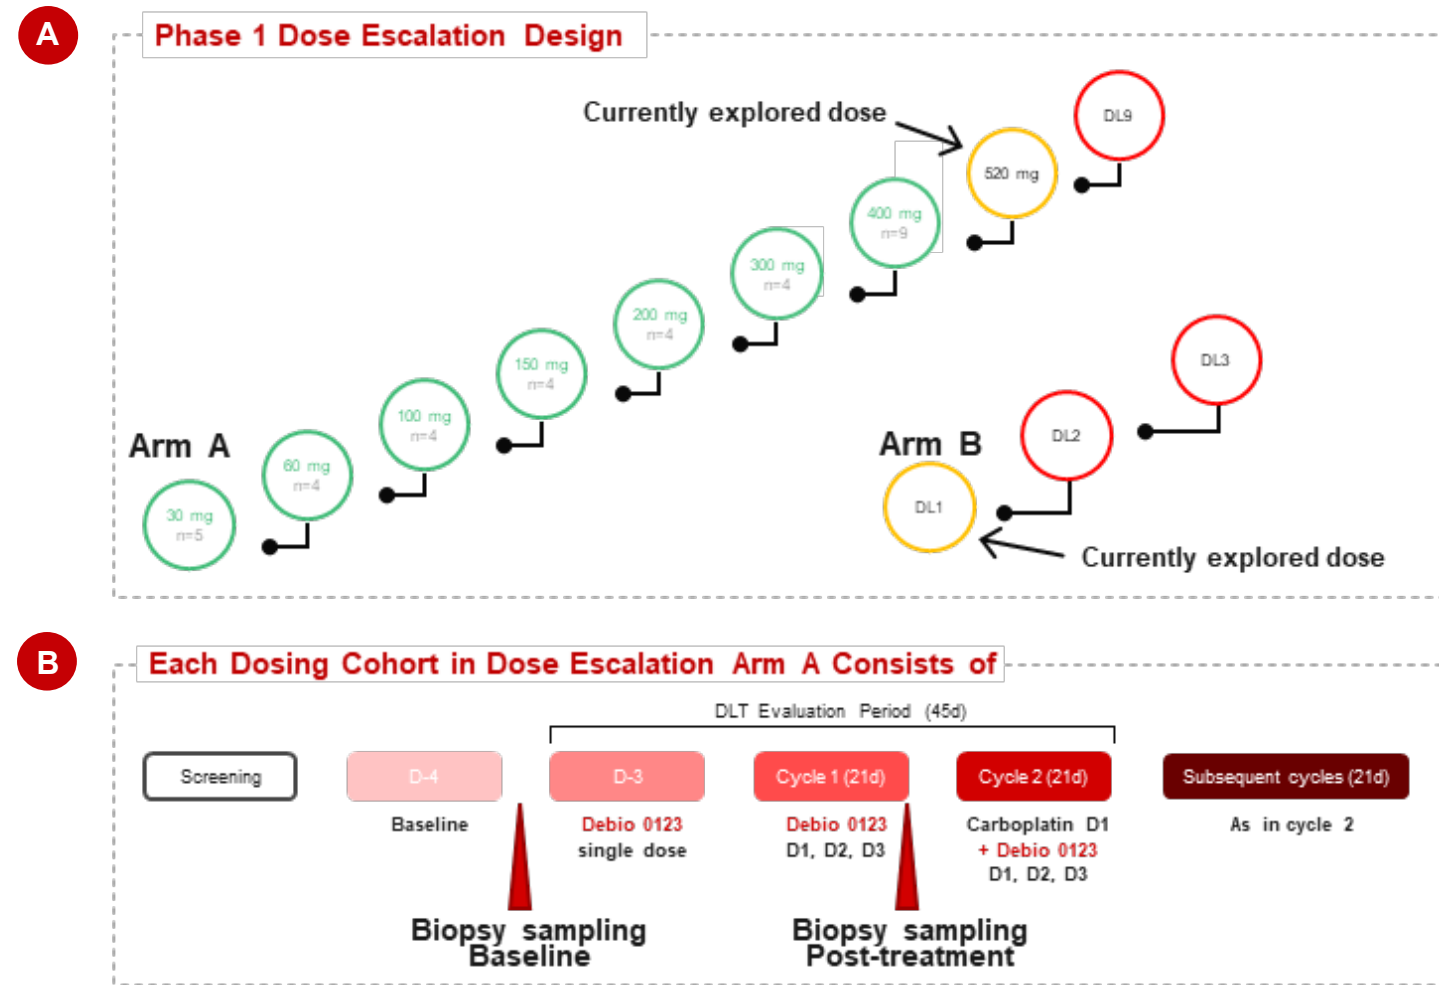 A
Phase 1 Dose Escalation Design
Currently explored dose
DL9
520 mg
400 mg
n=9
300 mg
n=4
200 mg
n=4
150 mg
n=4
100 mg
n=4
60 mg
n=4
Arm A
30 mg
n=5
DL3
DL2
Arm B
DL1
Currently explored dose
B
Each Dosing Cohort in Dose Escalation Arm A Consists of
DLT Evaluation Period (45d)
Screening
D-4
Baseline
D-3
Debio 0123
single dose
Cycle 1 (21d)
Debio 0123
D1, D2, D3
Cycle 2 (21d)
Carboplatin D1
+ Debio 0123
D1, D2, D3
Subsequent cycles (21d)
As in cycle 2
Biopsy sampling
Baseline
Biopsy sampling
Post-treatment